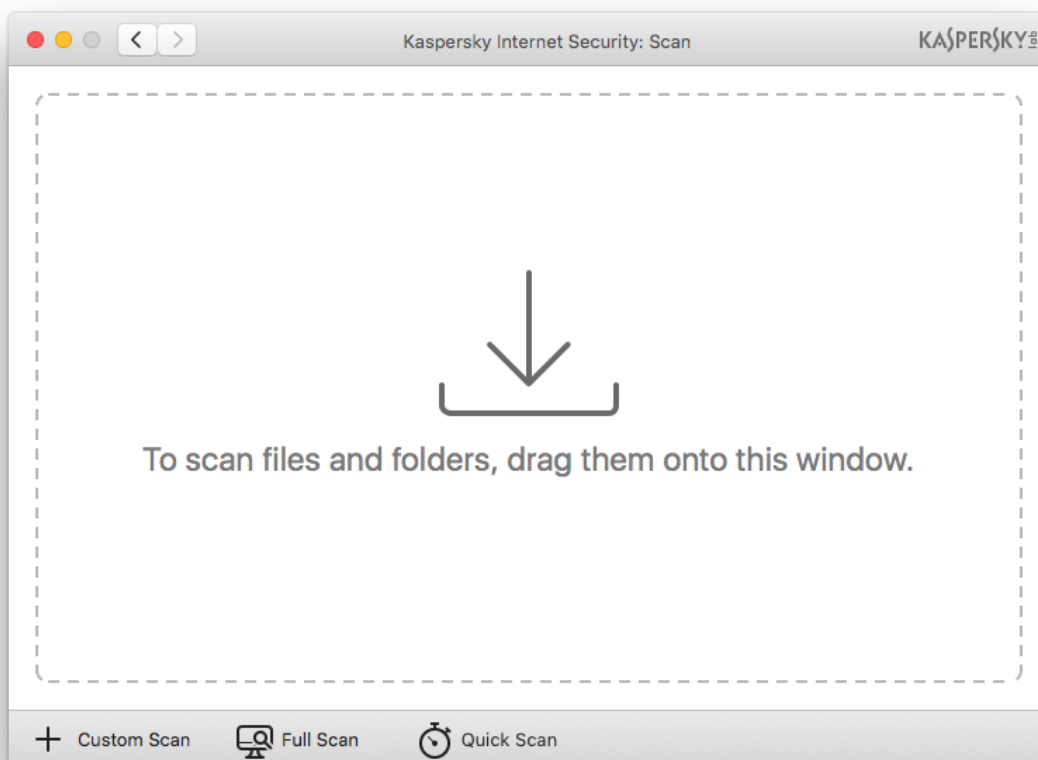 Kaspersky Internet Security: Scan
KASPERSKY lab
To scan files and folders, drag them onto this window.
Custom Scan
Full Scan
Quick Scan